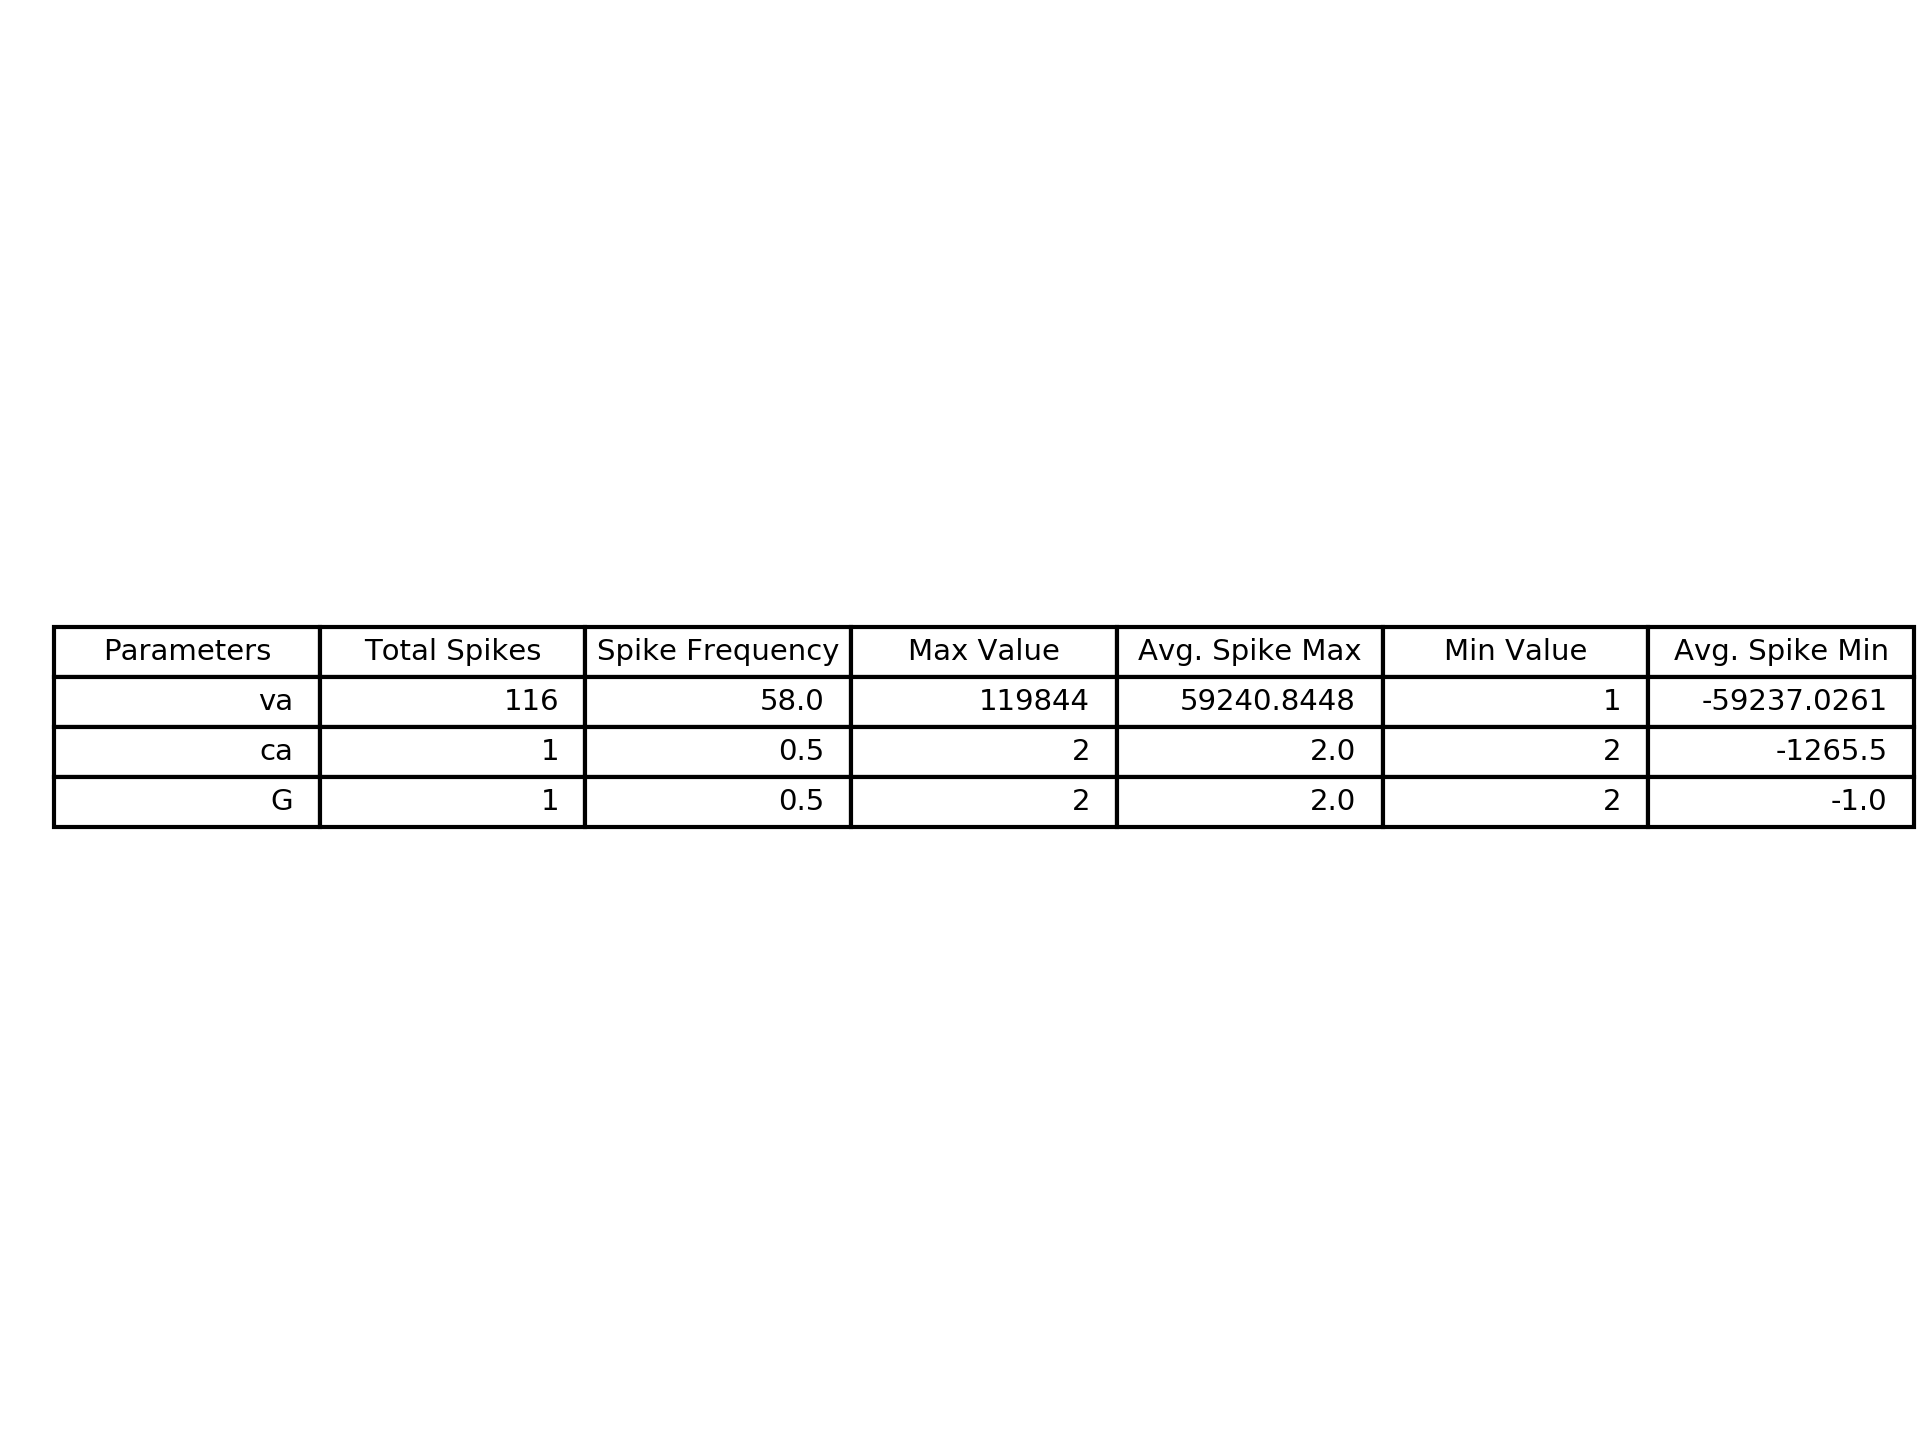 Parameters Total Spikes Spike Frequency Max Value Avg. Spike Max Min Value Avg. Spike Min
va 116 58.0 119844 59240.8448 1 -59237.0261
ca 1 0.5 2 2.0 2 -1265.5
G 1 0.5 2 2.0 2 -1.0